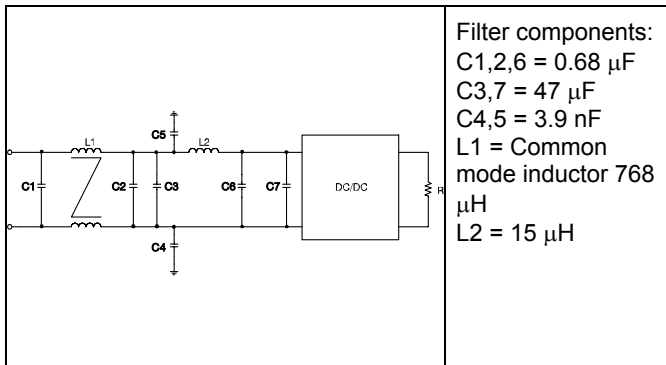 L1
C1
C2
C3
C5
L2
C4
C6
C7
DC/DC
R
Filter components:
C1,2,6 = 0.68 μF
C3,7 = 47 μF
C4,5 = 3.9 nF
L1 = Common
mode inductor 768
μH
L2 = 15 μH